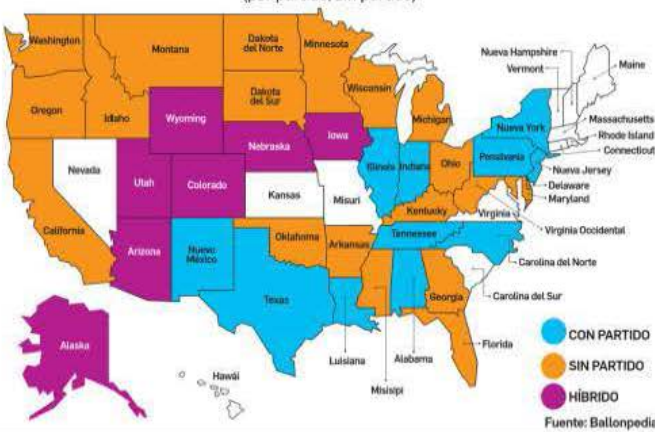 Washington
Montana
Dakota
del Norte
Minnesota
Nueva Hampshire
Vermont
Maine
Oregon
Idaho
Wyoming
Dakota
del Sur
Wisconsin
Michigan
Nueva York
Massachusetts
Rhode Island
Connecticut
Nevada
Utah
Colorado
Nebraska
Iowa
Illinois
Indiana
Ohio
Pensilvania
Nueva Jersey
Delaware
Maryland
California
Kansas
Misuri
Kentucky
Virginia
Virginia Occidental
Arizona
Nuevo
México
Oklahoma
Arkansas
Tennessee
Carolina del Norte
Texas
Georgia
Carolina del Sur
Alaska
Hawái
Luisiana
Misisipi
Alabama
Florida
CON PARTIDO
SIN PARTIDO
HÍBRIDO
Fuente: Ballonpedia